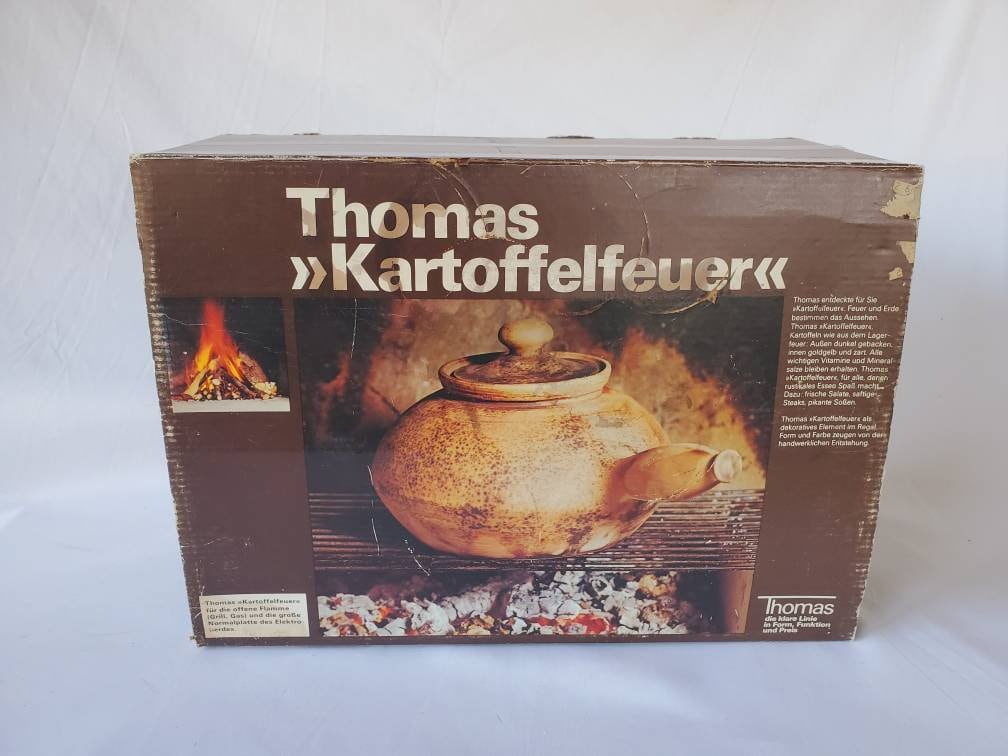 Thomas
»Kartoffelfeuer«
Thomas entdeckte für Sie
»Kartoffelfeuer«. Feuer und Erde
bestimmen das Aussehen.
Thomas »Kartoffelfeuer«,
Kartoffeln wie aus dem Lager-
feuer: Außen dunkel gebacken,
innen goldgelb und zart. Alle
wichtigen Vitamine und Mineral-
salze bleiben erhalten. Thomas
»Kartoffelfeuer«, für alle, denen
rustikales Essen Spaß macht.
Dazu: frische Salate, saftige
Steaks, pikante Soßen.
Thomas »Kartoffelfeuer« als
dekoratives Element im Regal.
Form und Farbe zeugen von der
handwerklichen Entstehung.
Thomas »Kartoffelfeuer«
für die offene Flamme
(Grill, Gas) und die große
Normalplatte des Elektro-
herdes.
Thomas
die klare Linie
in Form, Funktion
und Preis